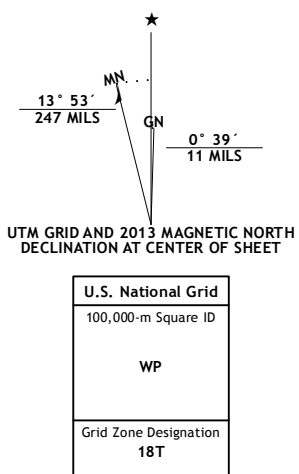 ★
MN
GN
13° 53´
247 MILS
0° 39´
11 MILS
UTM GRID AND 2013 MAGNETIC NORTH
DECLINATION AT CENTER OF SHEET
U.S. National Grid
100,000-m Square ID
WP
Grid Zone Designation
18T